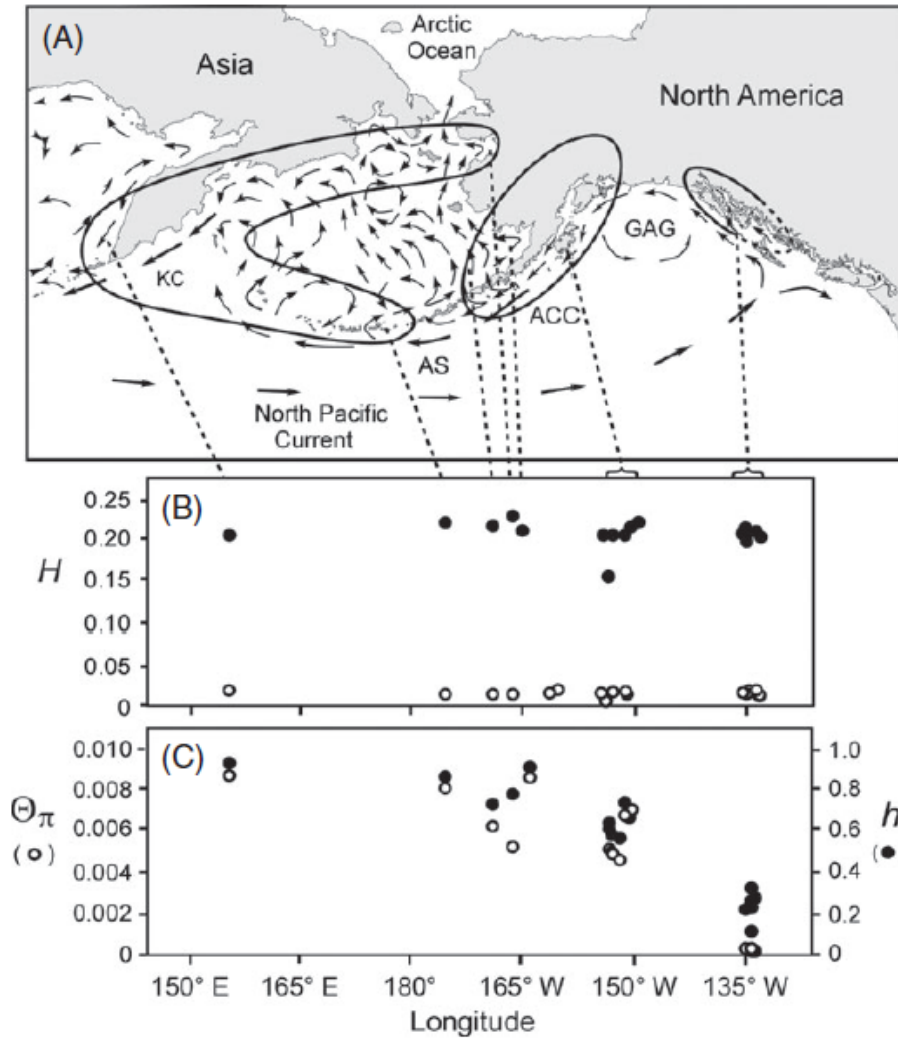 (A)
Arctic
Ocean
Asia
North America
GAG
KC
ACC
AS
North Pacific
Current
(B)
0.25
0.20
H
0.15
0.10
0.05
0
(C)
0.010
1.0
0.008
0.8
Θπ
(o)
h
(●
0.006
0.6
0.004
0.4
0.002
0.2
0
0
150° E
165° E
180°
165° W
150° W
135° W
Longitude